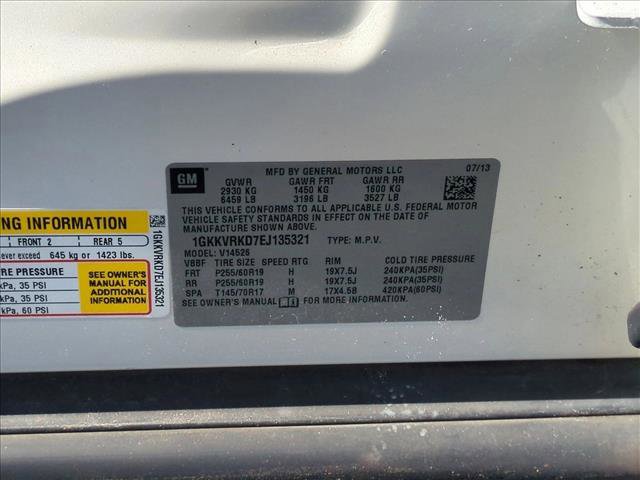 GM
MFD BY GENERAL MOTORS LLC 07/13
GVWR GAWR FRT GAWR RR
2930 KG 1450 KG 1600 KG
6459 LB 3196 LB 3527 LB
THIS VEHICLE CONFORMS TO ALL APPLICABLE U.S. FEDERAL MOTOR
VEHICLE SAFETY STANDARDS IN EFFECT ON THE DATE OF
MANUFACTURE SHOWN ABOVE.
1GKKVRKD7EJ135321 TYPE: M.P.V.
MODEL: V14526
VBBF TIRE SIZE SPEED RTG RIM COLD TIRE PRESSURE
FRT P255/60R19 H 19X7.5J 240KPA(35PSI)
RR P255/60R19 H 19X7.5J 240KPA(35PSI)
SPA T145/70R17 M 17X4.5B 420KPA(60PSI)
SEE OWNER'S MANUAL FOR MORE INFORMATION.
NG INFORMATION
FRONT 2 REAR 5
ever exceed 645 kg or 1423 lbs.
RE PRESSURE
kPa, 35 PSI
kPa, 35 PSI
kPa, 60 PSI
SEE OWNER'S
MANUAL FOR
ADDITIONAL
INFORMATION
1GKKVRKD7EJ135321